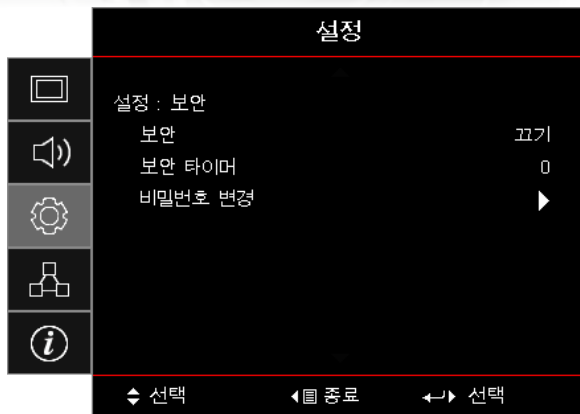 설정
설정 : 보안
보안 끄기
보안 타이머 0
비밀번호 변경
선택 종료 선택